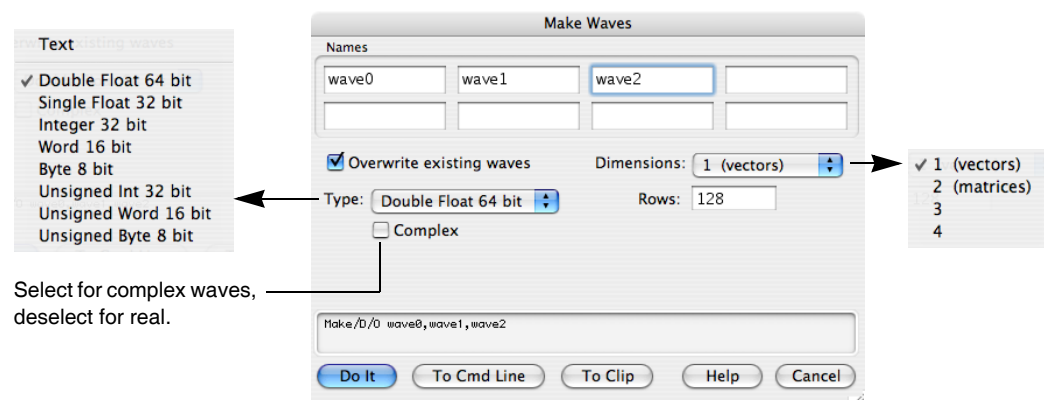 Make Waves
Names
wave0 wave1 wave2
Overwrite existing waves
Dimensions: 1 (vectors)
Type: Double Float 64 bit
Rows: 128
Complex
Make/D/O wave0,wave1,wave2
Do It To Cmd Line To Clip Help Cancel
Text
✓ Double Float 64 bit
Single Float 32 bit
Integer 32 bit
Word 16 bit
Byte 8 bit
Unsigned Int 32 bit
Unsigned Word 16 bit
Unsigned Byte 8 bit
Select for complex waves,
deselect for real.
✓ 1 (vectors)
2 (matrices)
3
4